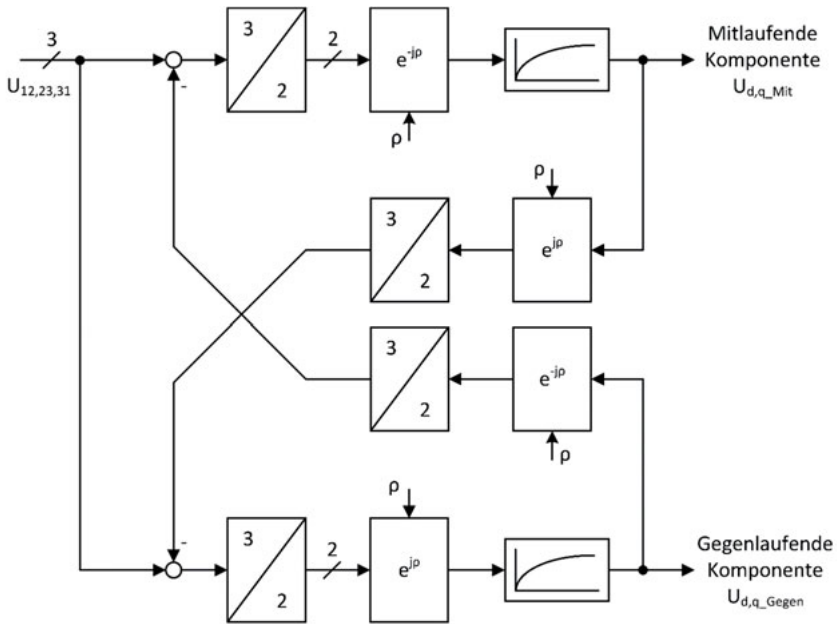 3
U12,23,31
-
3
2
2
e-jρ
ρ
Mitlaufende
Komponente
Ud,q_Mit
3
2
ρ
ejρ
3
2
e-jρ
ρ
-
3
2
2
ρ
ejρ
Gegenlaufende
Komponente
Ud,q_Gegen